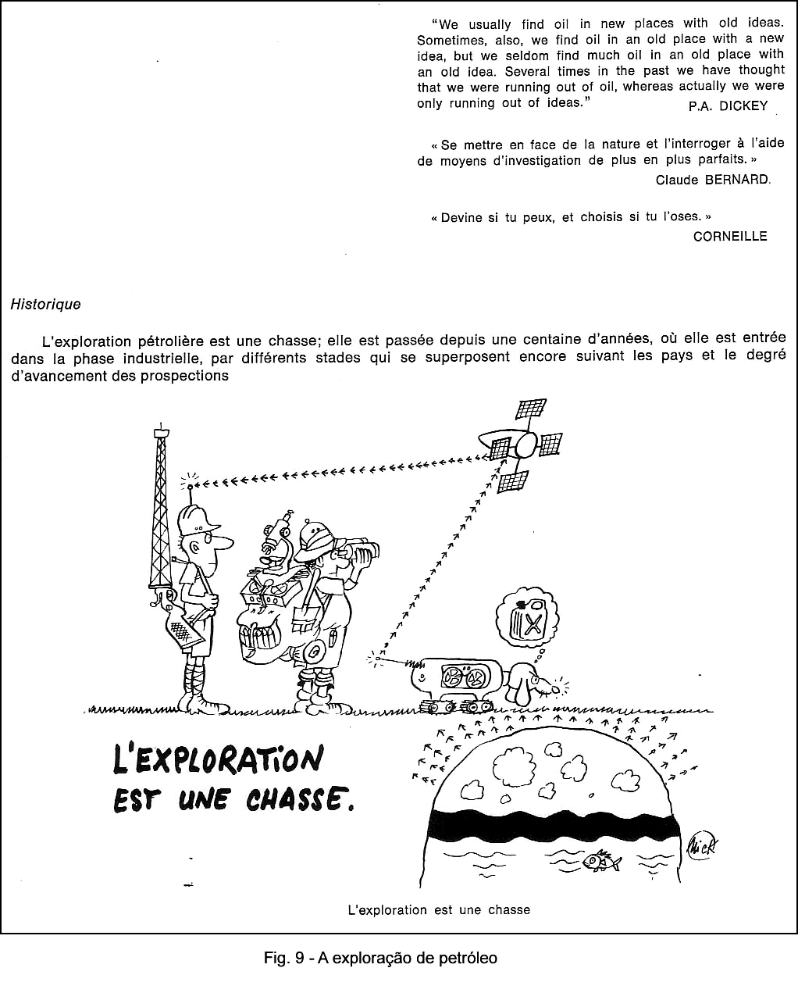 “We usually find oil in new places with old ideas.
Sometimes, also, we find oil in an old place with a new
idea, but we seldom find much oil in an old place with
an old idea. Several times in the past we have thought
that we were running out of oil, whereas actually we were
only running out of ideas.”
P.A. DICKEY
« Se mettre en face de la nature et l'interroger à l'aide
de moyens d'investigation de plus en plus parfaits. »
Claude BERNARD.
« Devine si tu peux, et choisis si tu l'oses. »
CORNEILLE
Historique
L'exploration pétrolière est une chasse; elle est passée depuis une centaine d'années, où elle est entrée
dans la phase industrielle, par différents stades qui se superposent encore suivant les pays et le degré
d'avancement des prospections
L'EXPLORATION
EST UNE CHASSE.
Mick
L'exploration est une chasse
Fig. 9 - A exploração de petróleo